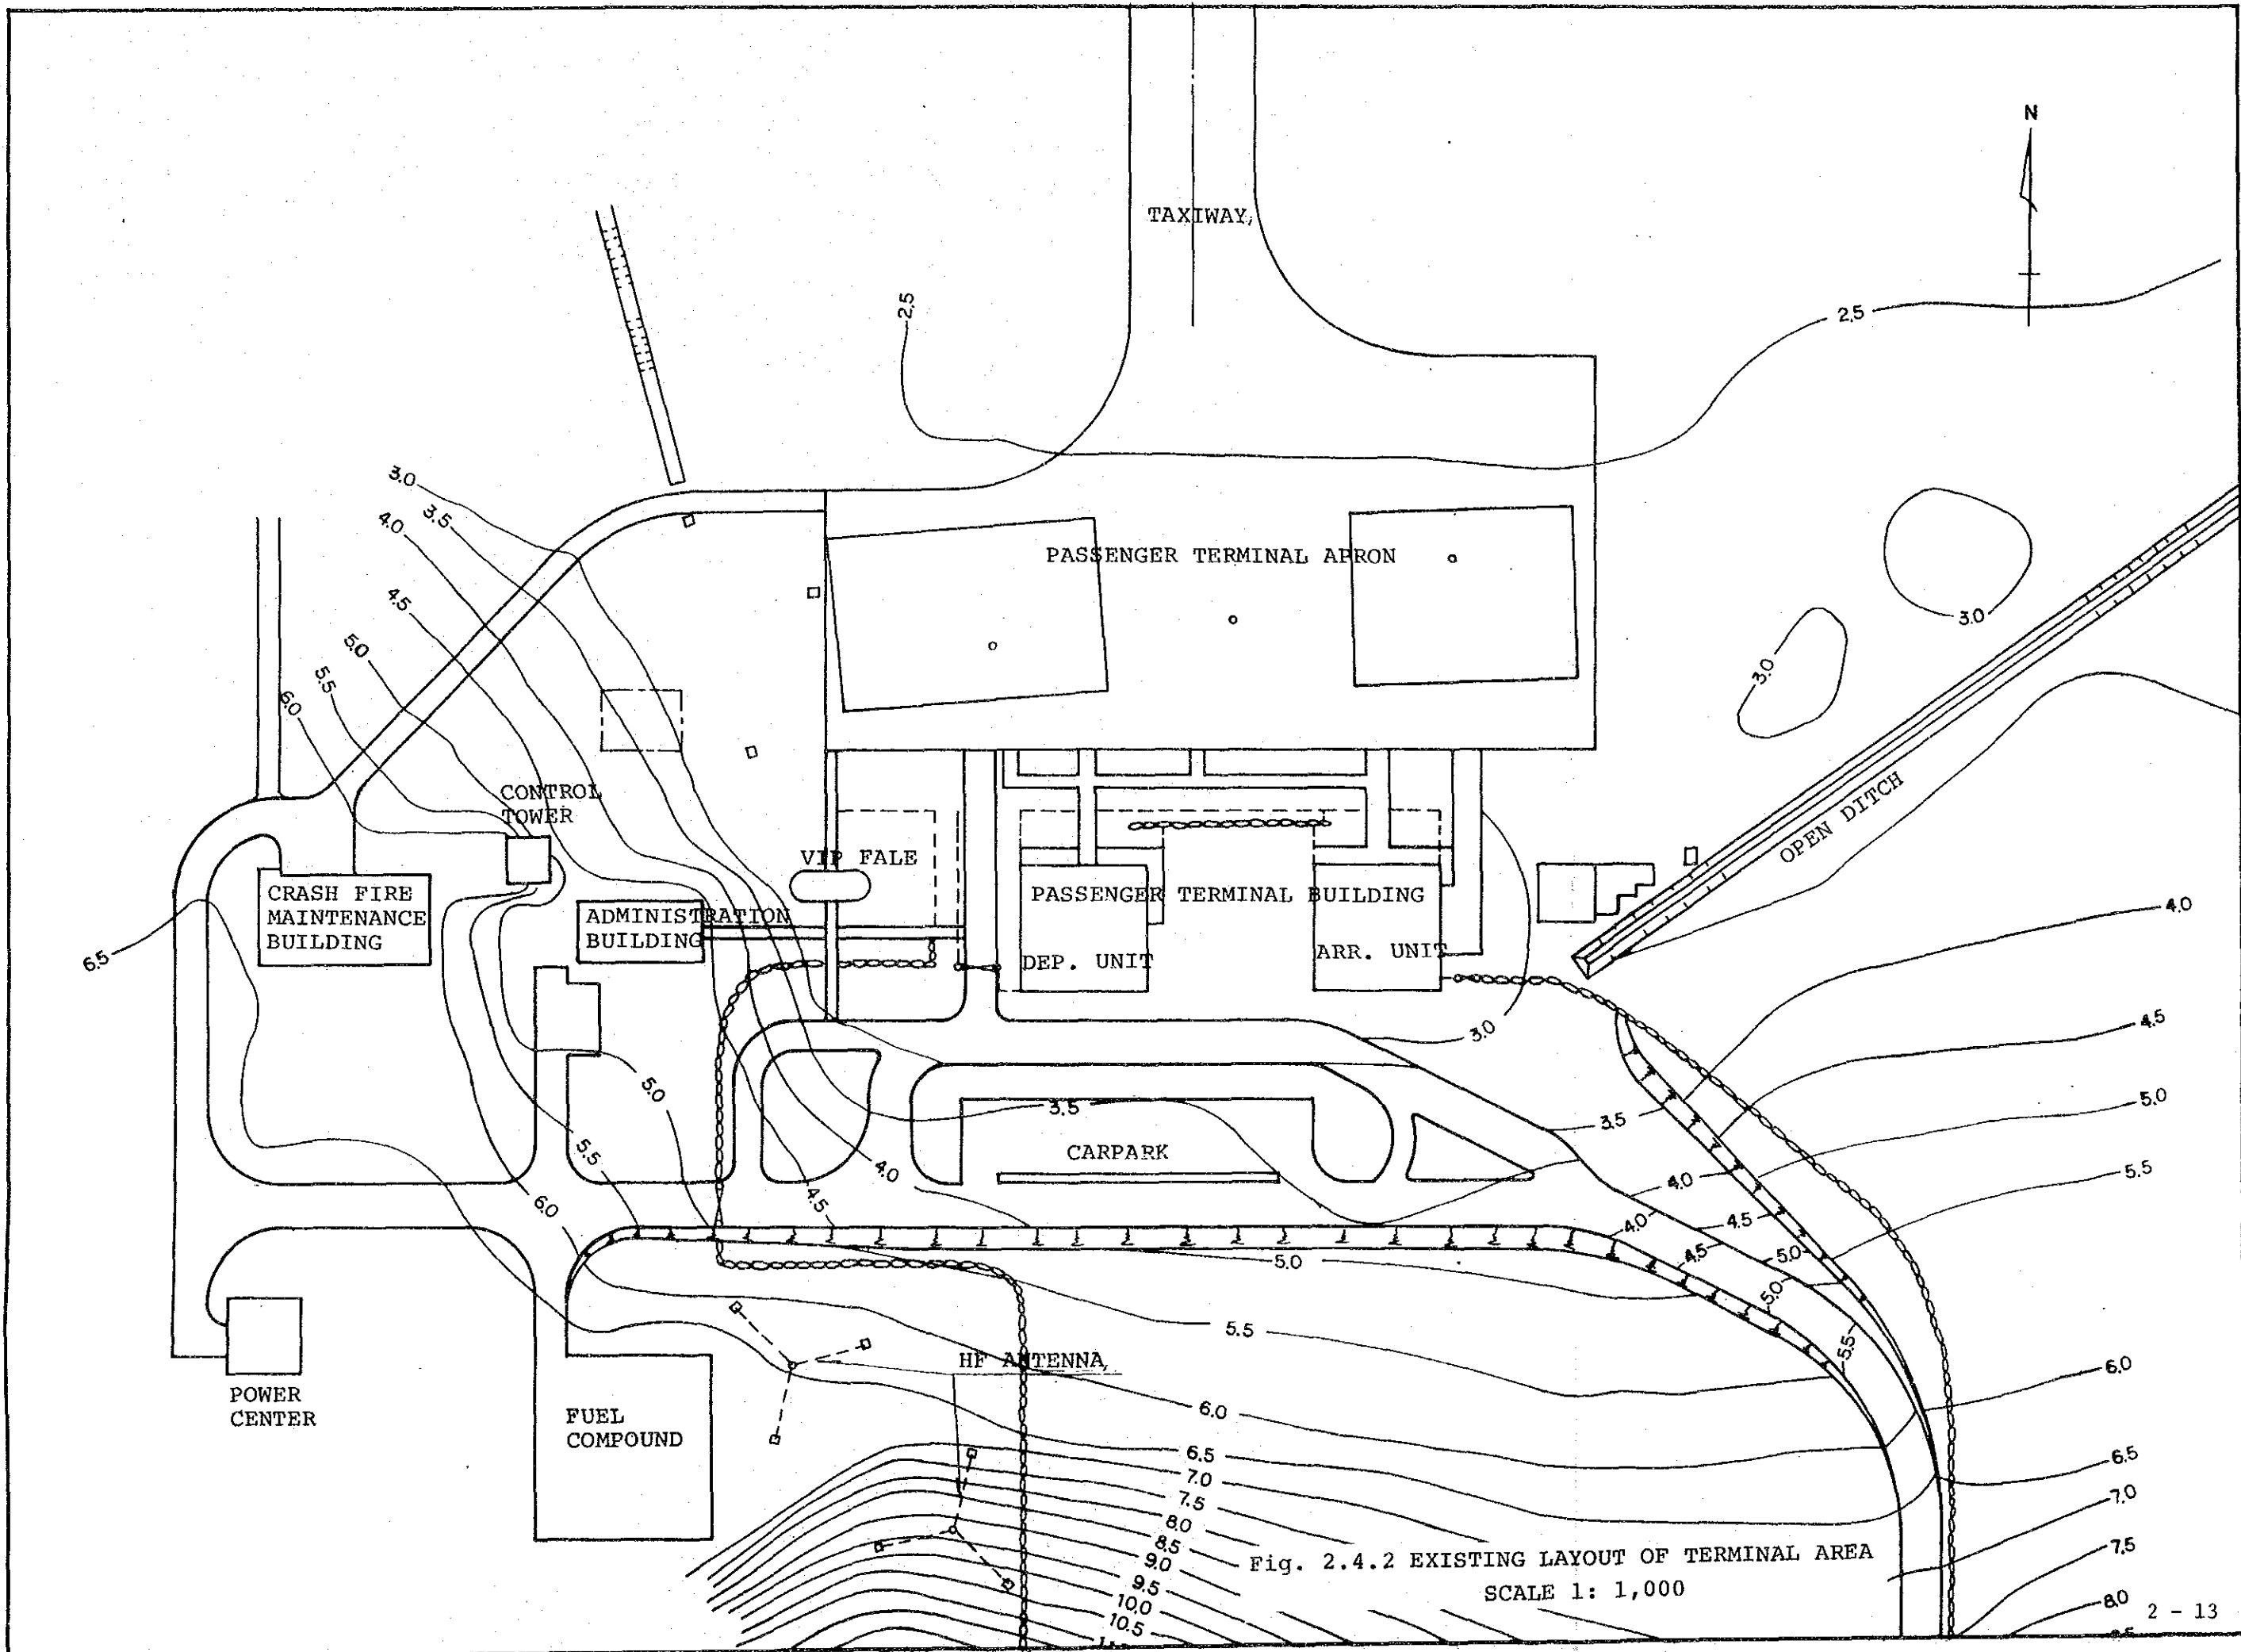 N
TAXIWAY
2.5
2.5
3.0
3.5
4.0
4.5
5.0
5.5
6.0
PASSENGER TERMINAL APRON
3.0
3.0
OPEN DITCH
CONTROL
TOWER
VIP FALE
CRASH FIRE
MAINTENANCE
BUILDING
ADMINISTRATION
BUILDING
PASSENGER TERMINAL BUILDING
DEP. UNIT
ARR. UNIT
6.5
4.0
4.5
5.0
5.5
3.0
3.5
3.5
5.0
5.5
6.0
4.0
4.5
CARPARK
4.0
4.5
5.0
4.0
4.5
5.0
5.5
5.0
5.5
HF ANTENNA
POWER
CENTER
FUEL
COMPOUND
6.0
6.5
7.0
7.5
8.0
8.5
9.0
9.5
10.0
10.5
6.0
6.5
7.0
7.5
8.0
Fig. 2.4.2 EXISTING LAYOUT OF TERMINAL AREA
SCALE 1: 1,000
2 - 13